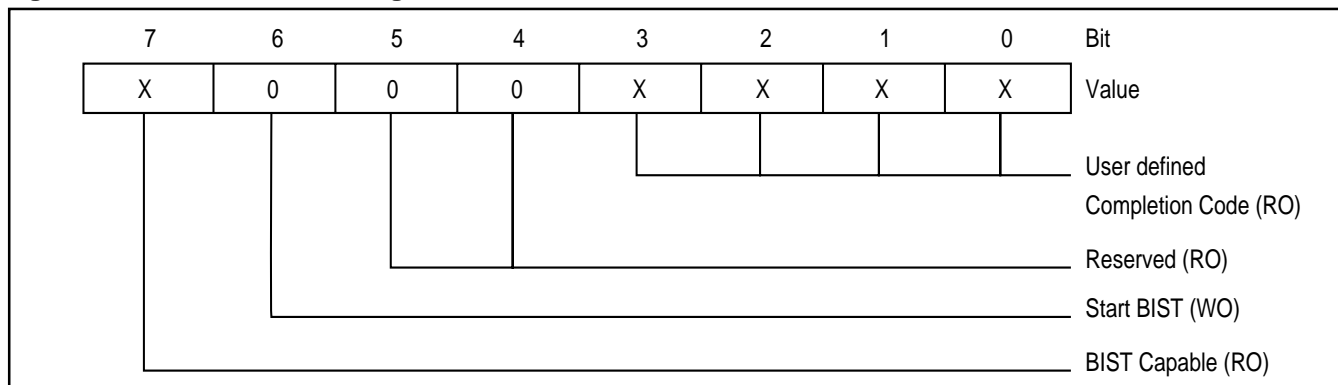 7 6 5 4 3 2 1 0 Bit
X 0 0 0 X X X X Value
User defined
Completion Code (RO)
Reserved (RO)
Start BIST (WO)
BIST Capable (RO)